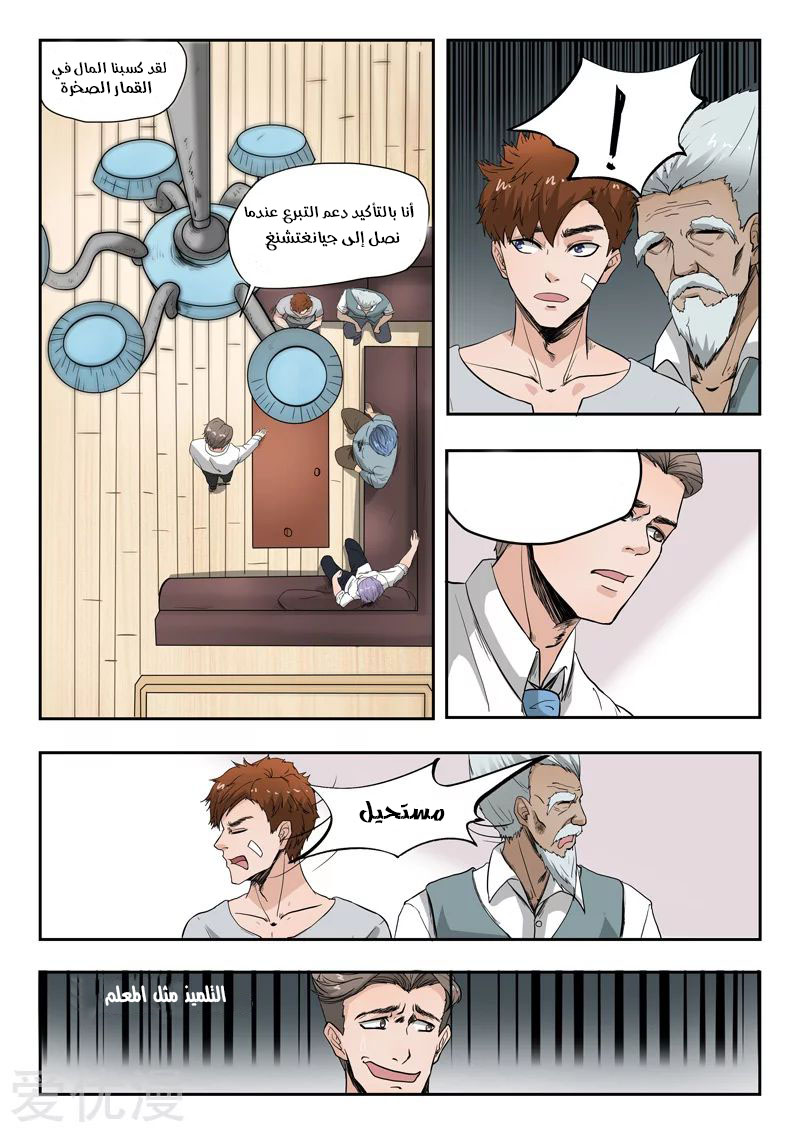 !
لقد كسبنا المال في
القمار الصخرة
أنا بالتأكيد دعم التبرع عندما
نصل إلى جيانغتشنغ
مستحيل
التلميذ مثل المعلم
爱优漫